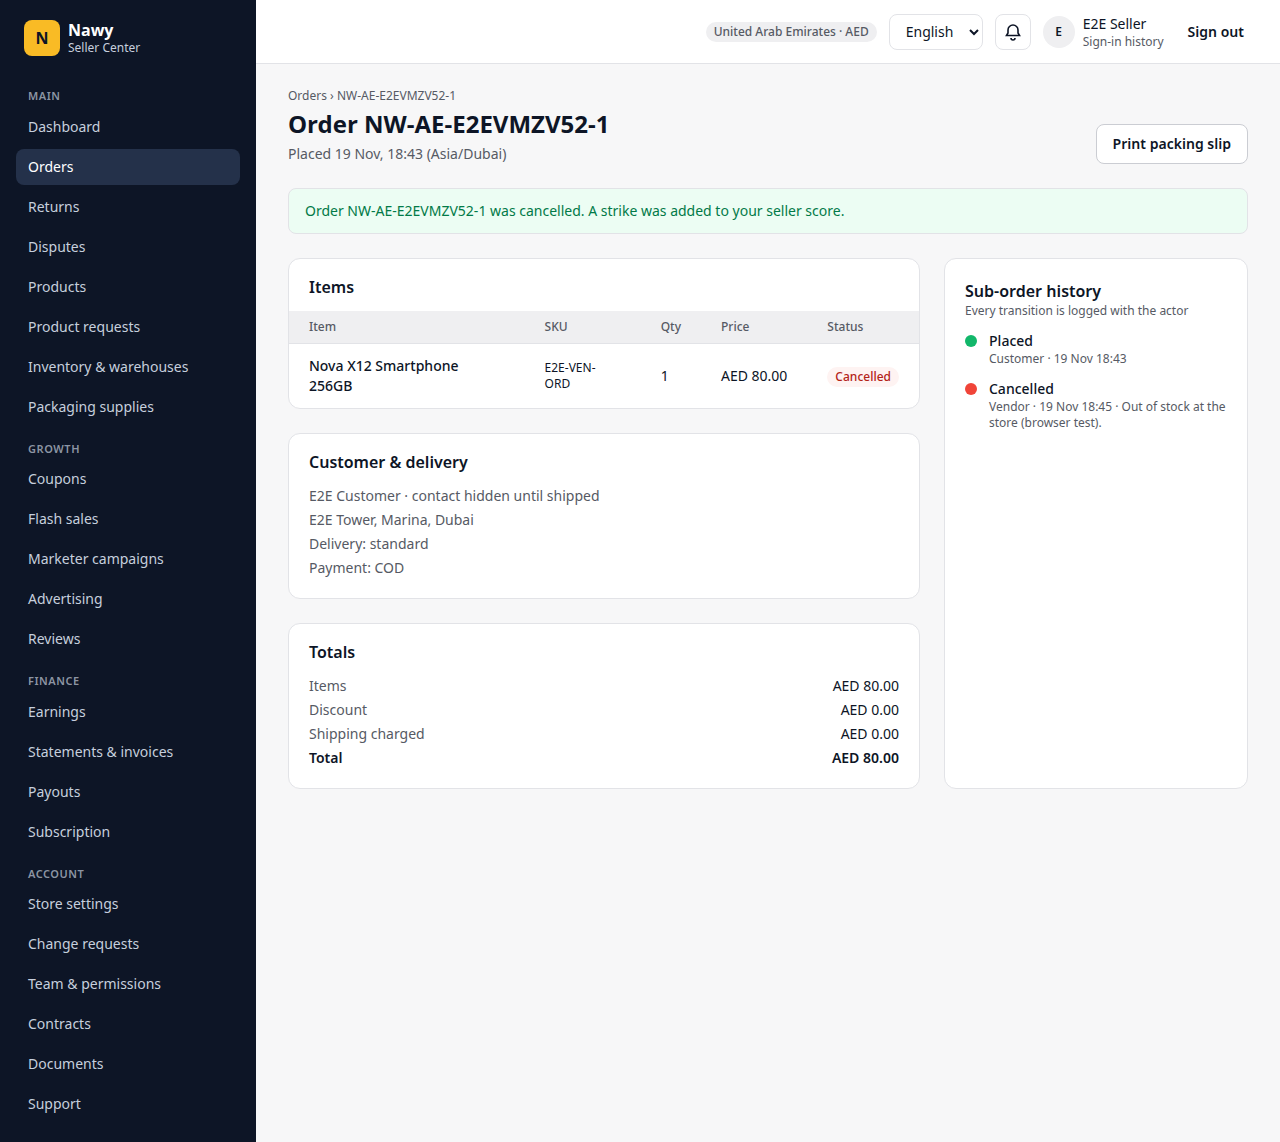 N
Nawy
Seller Center
MAIN
Dashboard
Orders
Returns
Disputes
Products
Product requests
Inventory & warehouses
Packaging supplies
GROWTH
Coupons
Flash sales
Marketer campaigns
Advertising
Reviews
FINANCE
Earnings
Statements & invoices
Payouts
Subscription
ACCOUNT
Store settings
Change requests
Team & permissions
Contracts
Documents
Support
United Arab Emirates · AED
English
E
E2E Seller
Sign-in history
Sign out
Orders › NW-AE-E2EVMZV52-1
Order NW-AE-E2EVMZV52-1
Placed 19 Nov, 18:43 (Asia/Dubai)
Print packing slip
Order NW-AE-E2EVMZV52-1 was cancelled. A strike was added to your seller score.
Items
Item SKU Qty Price Status
Nova X12 Smartphone
256GB
E2E-VEN-
ORD
1
AED 80.00
Cancelled
Customer & delivery
E2E Customer · contact hidden until shipped
E2E Tower, Marina, Dubai
Delivery: standard
Payment: COD
Totals
Items AED 80.00
Discount AED 0.00
Shipping charged AED 0.00
Total AED 80.00
Sub-order history
Every transition is logged with the actor
Placed
Customer · 19 Nov 18:43
Cancelled
Vendor · 19 Nov 18:45 · Out of stock at the
store (browser test).